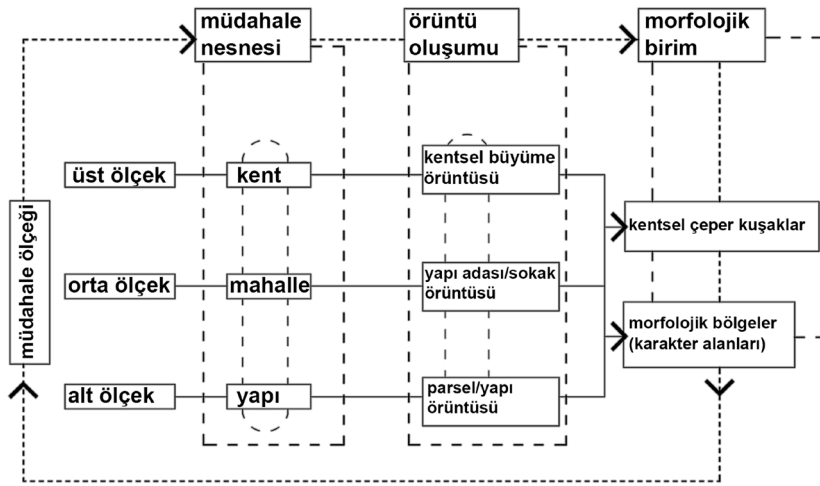 müdahale
nesnesi
örüntü
oluşumu
morfolojik
birim
müdahale ölçeği
üst ölçek
kent
kentsel büyüme
örüntüsü
kentsel çeper kuşaklar
orta ölçek
mahalle
yapı adası/sokak
örüntüsü
morfolojik bölgeler
(karakter alanları)
alt ölçek
yapı
parsel/yapı
örüntüsü